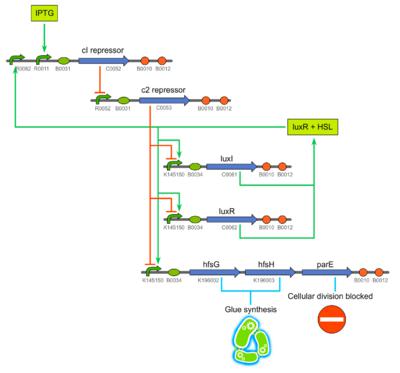 IPTG
cI repressor
R0062 R0011 B0031 C0052 B0010 B0012
c2 repressor
R0052 B0031 C0053 B0010 B0012
luxR + HSL
luxI
K145150 B0034 C0061 B0010 B0012
luxR
K145150 B0034 C0062 B0010 B0012
hfsG hfsH parE
K145150 B0034 K196002 K196003 B0010 B0012
Glue synthesis Cellular division blocked